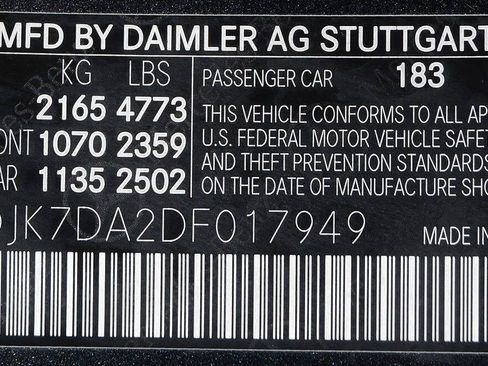 MFD BY DAIMLER AG STUTTGART
KG LBS
2165 4773
ONT 1070 2359
AR 1135 2502
PASSENGER CAR 183
THIS VEHICLE CONFORMS TO ALL AP
U.S. FEDERAL MOTOR VEHICLE SAFET
AND THEFT PREVENTION STANDARDS
ON THE DATE OF MANUFACTURE SHO
JK7DA2DF017949
MADE IN